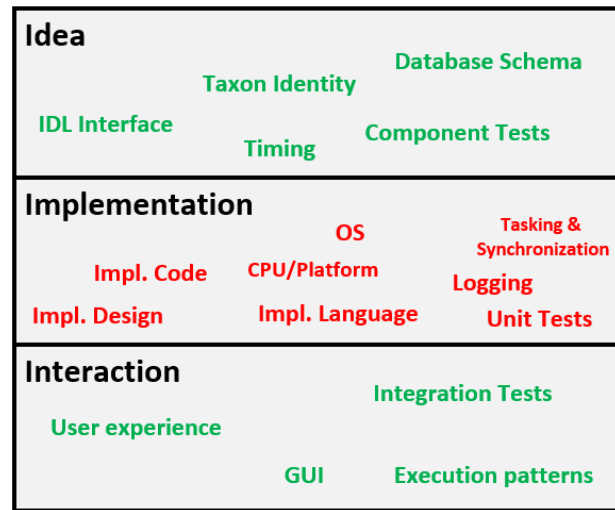 Idea
Database Schema
Taxon Identity
IDL Interface
Component Tests
Timing
Implementation
OS
Tasking &
Synchronization
Impl. Code
CPU/Platform
Logging
Impl. Design
Impl. Language
Unit Tests
Interaction
Integration Tests
User experience
GUI
Execution patterns